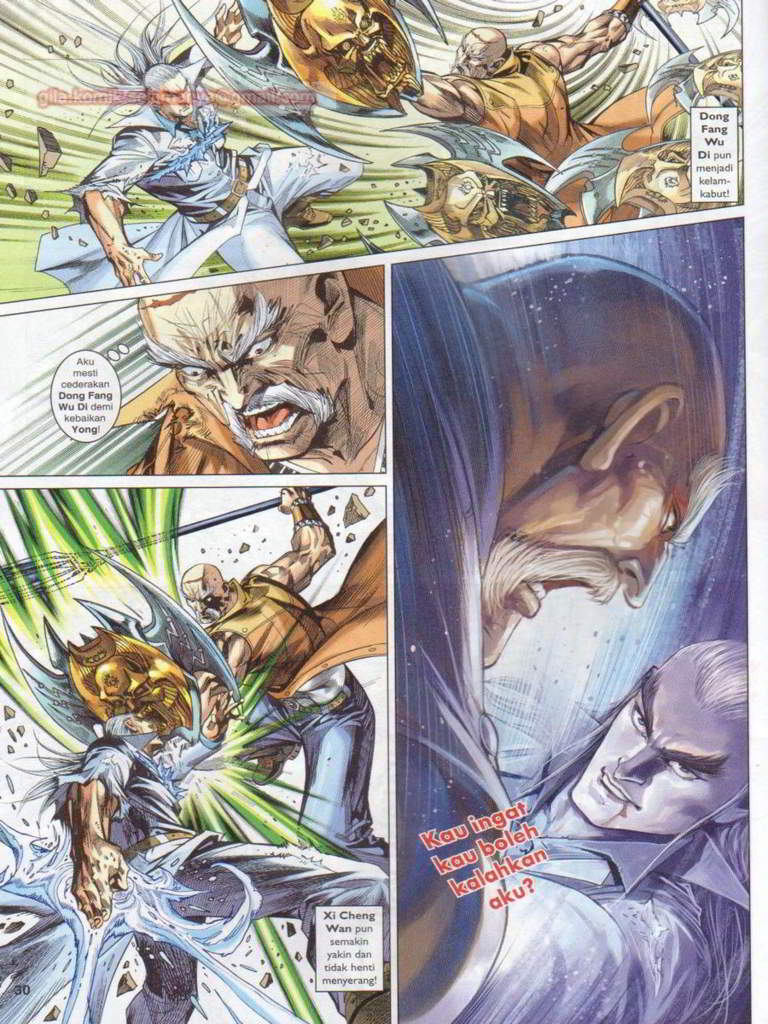 Dong
Fang
Wu
Di pun
menjadi
kelam-
kabut!
Aku
mesti
cederakan
Dong Fang
Wu Di demi
kebaikan
Yong!
Kau ingat
kau boleh
kalahkan
aku?
Xi Cheng
Wan pun
semakin
yakin dan
tidak henti
menyerang!
30